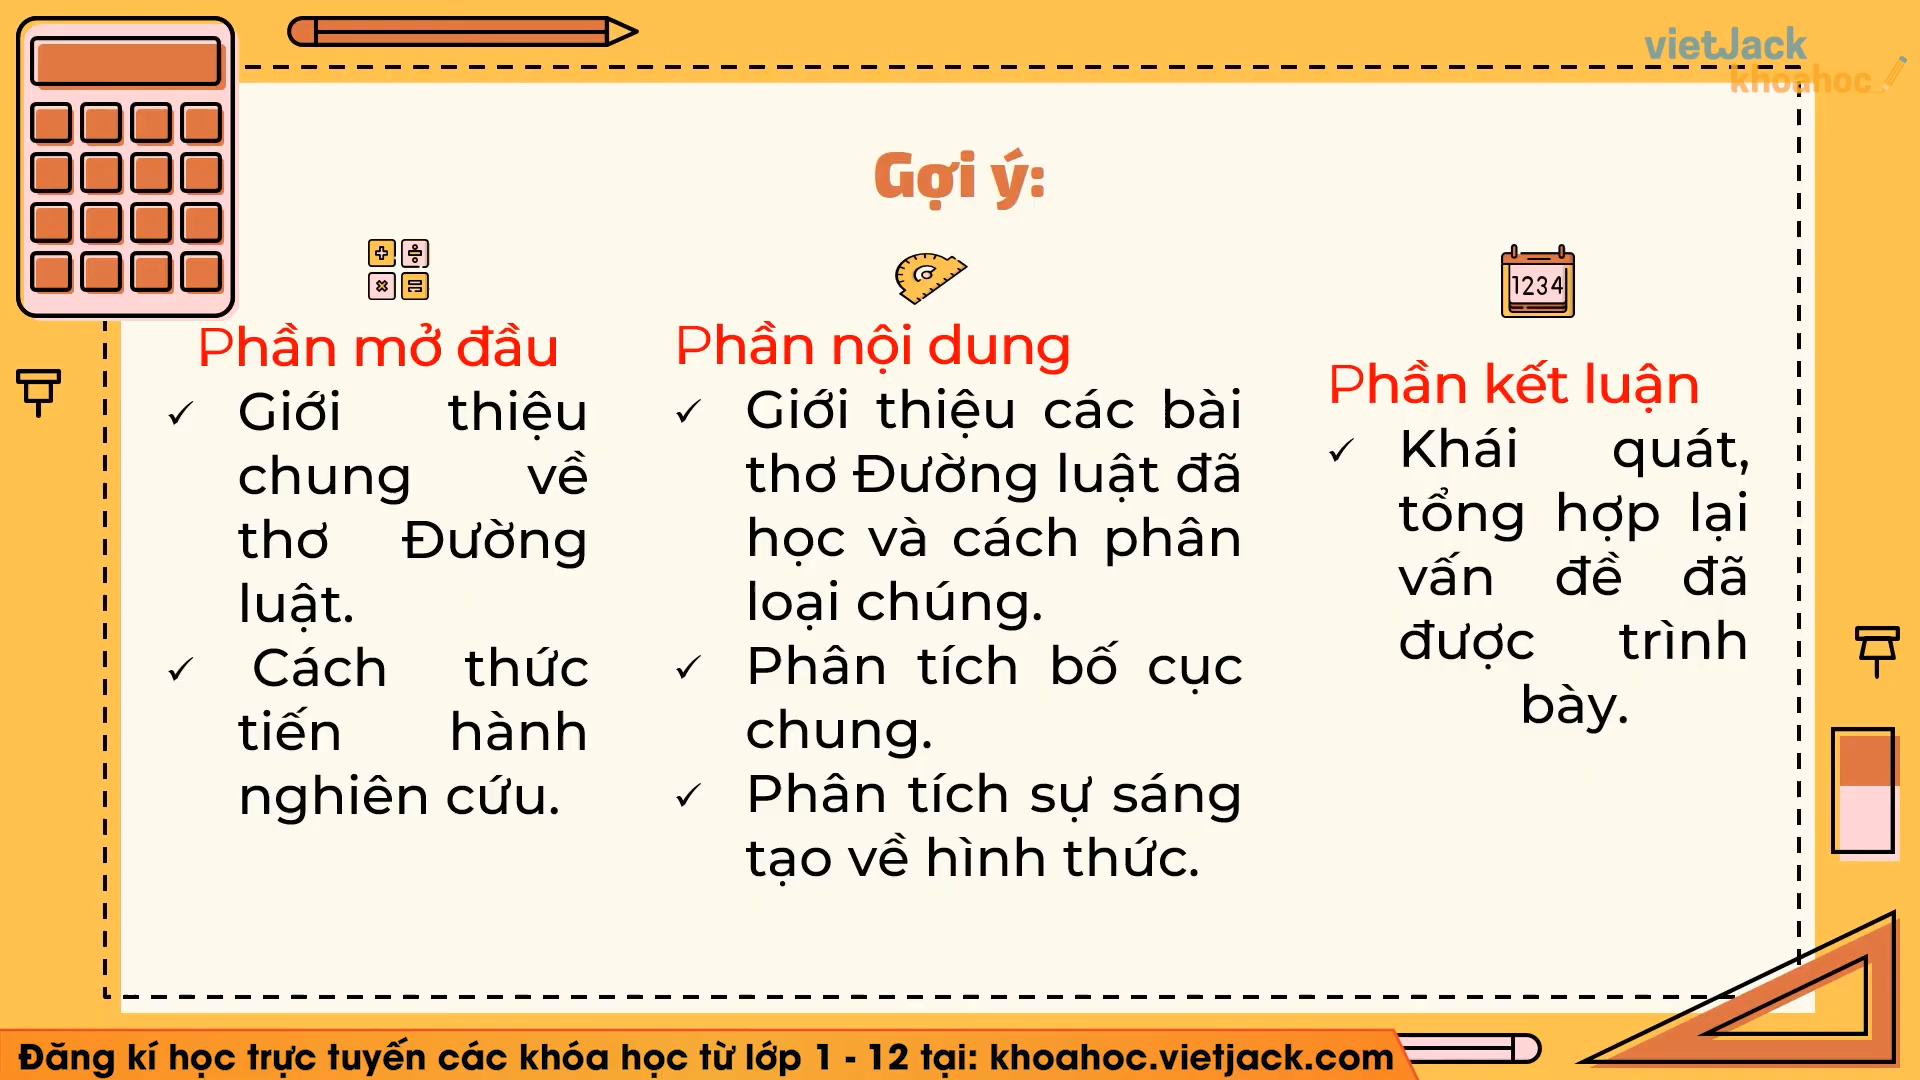 vietJack
khoahoc
Gợi ý:
1234
Phần mở đầu
✓ Giới thiệu
chung về
thơ Đường
luật.
✓ Cách thức
tiến hành
nghiên cứu.
Phần nội dung
✓ Giới thiệu các bài
thơ Đường luật đã
học và cách phân
loại chúng.
✓ Phân tích bố cục
chung.
✓ Phân tích sự sáng
tạo về hình thức.
Phần kết luận
✓ Khái quát,
tổng hợp lại
vấn đề đã
được trình
bày.
Đăng kí học trực tuyến các khóa học từ lớp 1 - 12 tại: khoahoc.vietjack.com